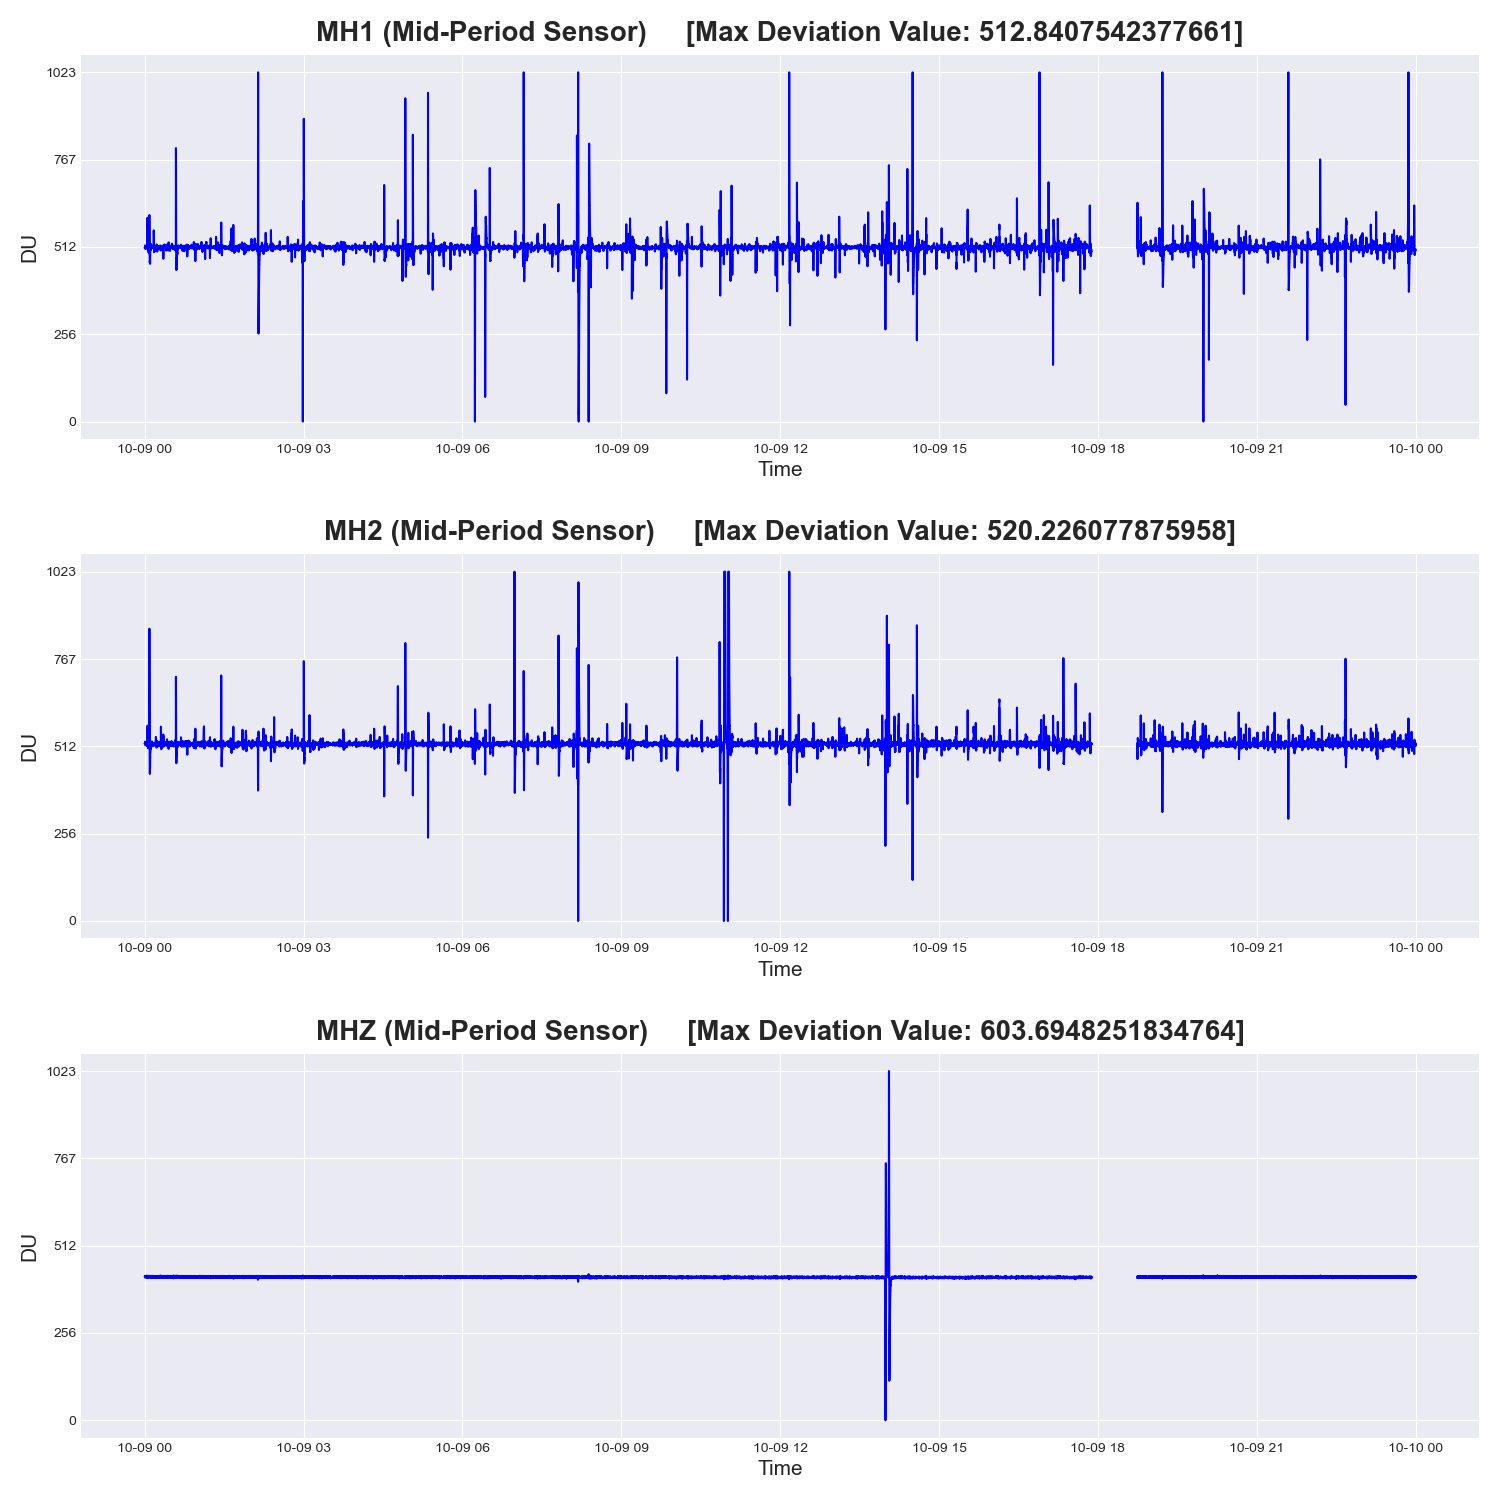 MH1 (Mid-Period Sensor) [Max Deviation Value: 512.8407542377661]
1023
767
512
256
0
DU
10-09 00 10-09 03 10-09 06 10-09 09 10-09 12 10-09 15 10-09 18 10-09 21 10-10 00
Time
MH2 (Mid-Period Sensor) [Max Deviation Value: 520.226077875958]
1023
767
512
256
0
DU
10-09 00 10-09 03 10-09 06 10-09 09 10-09 12 10-09 15 10-09 18 10-09 21 10-10 00
Time
MHZ (Mid-Period Sensor) [Max Deviation Value: 603.6948251834764]
1023
767
512
256
0
DU
10-09 00 10-09 03 10-09 06 10-09 09 10-09 12 10-09 15 10-09 18 10-09 21 10-10 00
Time